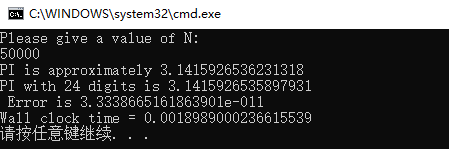 C:\WINDOWS\system32\cmd.exe
Please give a value of N:
50000
PI is approximately 3.1415926536231318
PI with 24 digits is 3.1415926535897931
Error is 3.3338665161863901e-011
Wall clock time = 0.0018989000236615539
请按任意键继续. . .